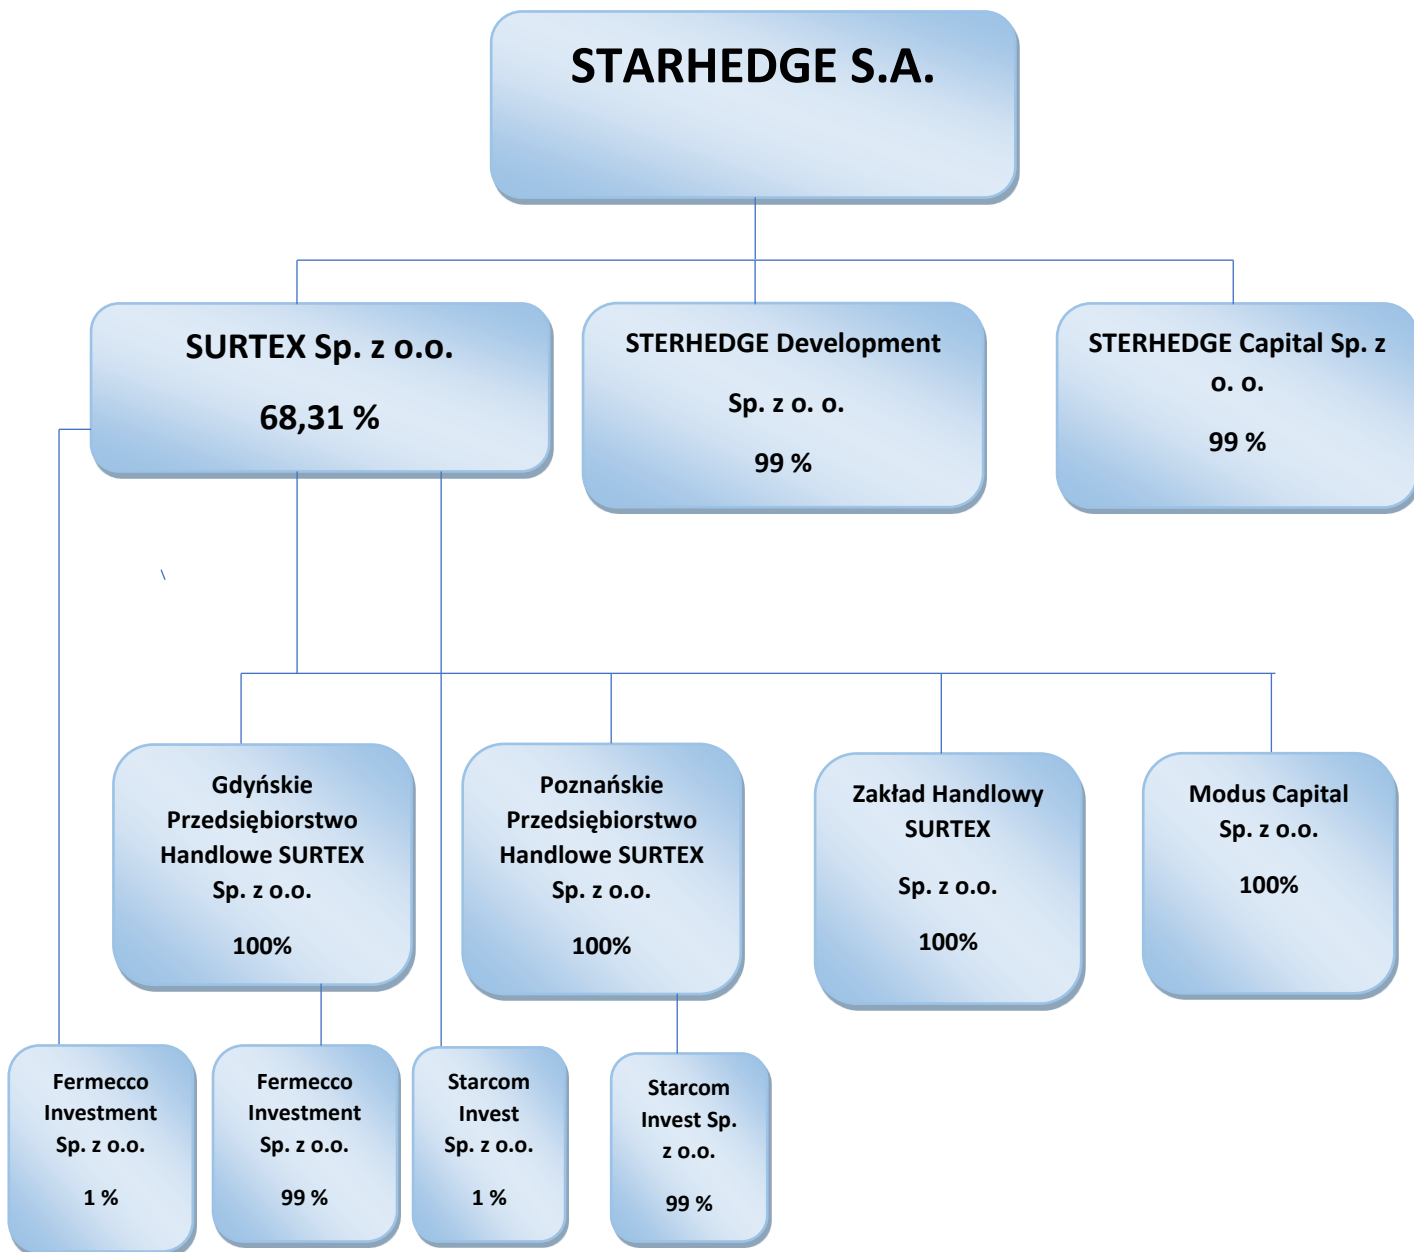 STARHEDGE S.A.
SURTEX Sp. z o.o.
68,31 %
STERHEDGE Development
Sp. z o. o.
99 %
STERHEDGE Capital Sp. z
o. o.
99 %
\
Gdyńskie
Przedsiębiorstwo
Handlowe SURTEX
Sp. z o.o.
100%
Poznańskie
Przedsiębiorstwo
Handlowe SURTEX
Sp. z o.o.
100%
Zakład Handlowy
SURTEX
Sp. z o.o.
100%
Modus Capital
Sp. z o.o.
100%
Fermecco
Investment
Sp. z o.o.
1 %
Fermecco
Investment
Sp. z o.o.
99 %
Starcom
Invest
Sp. z o.o.
1 %
Starcom
Invest Sp.
z o.o.
99 %